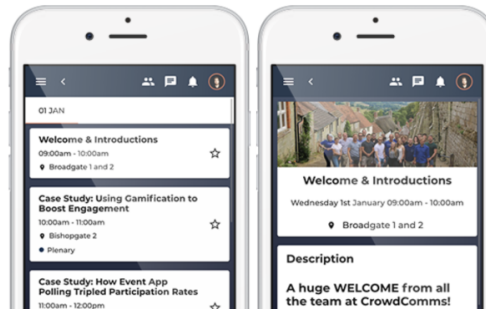 01 JAN
Welcome & Introductions
09:00am - 10:00am
Broadgate 1 and 2
Case Study: Using Gamification to
Boost Engagement
10:00am - 11:00am
Bishopgate 2
Plenary
Case Study: How Event App
Polling Tripled Participation Rates
11:00am - 12:00pm
Welcome & Introductions
Wednesday 1st January 09:00am - 10:00am
Broadgate 1 and 2
Description
A huge WELCOME from all
the team at CrowdComms!